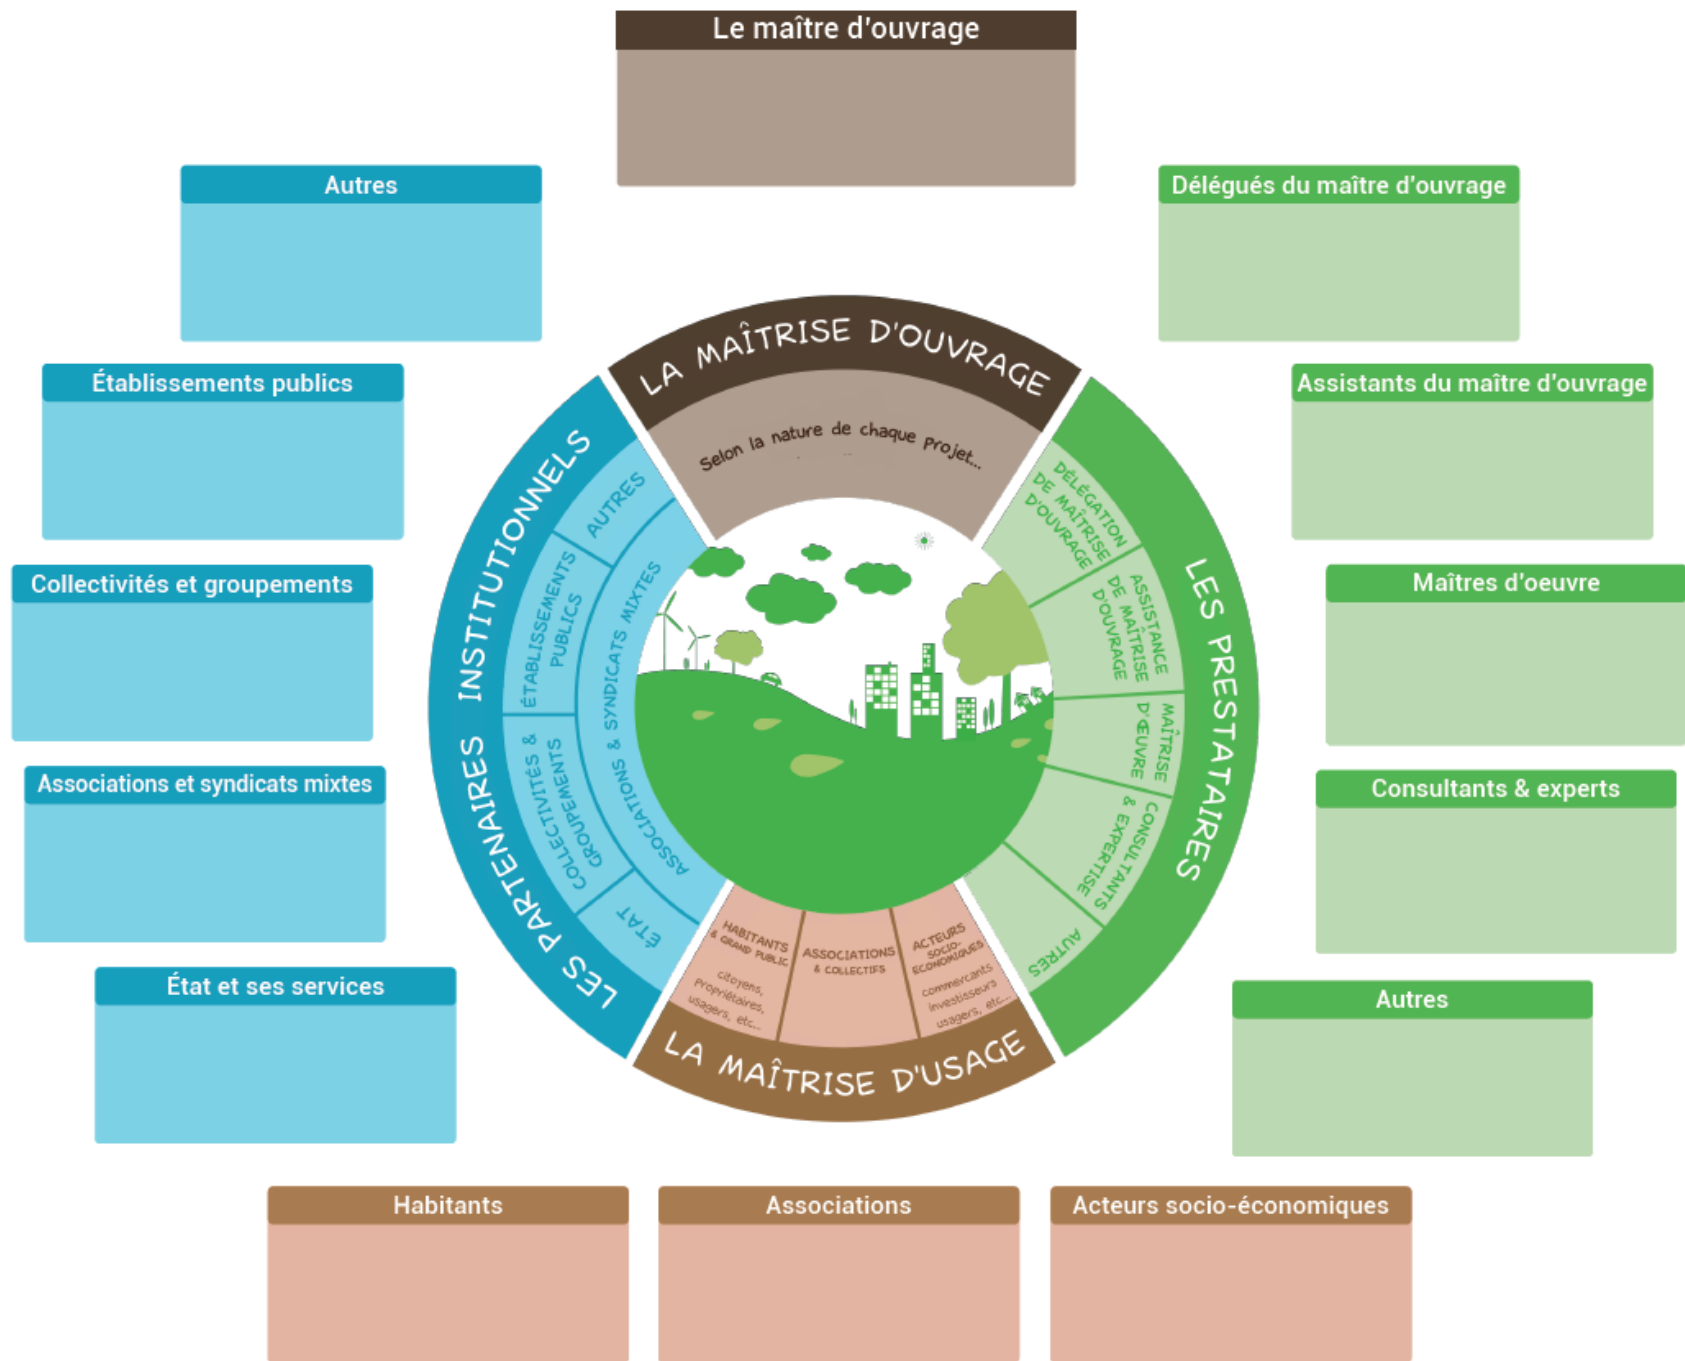 Le maître d'ouvrage
Autres
Délégués du maître d'ouvrage
Établissements publics
Assistants du maître d'ouvrage
Collectivités et groupements
Maîtres d'oeuvre
Associations et syndicats mixtes
Consultants & experts
État et ses services
Autres
Habitants
Associations
Acteurs socio-économiques
LA MAÎTRISE D'OUVRAGE
Selon la nature de chaque projet...
LES PARTENAIRES INSTITUTIONNELS
AUTRES
ÉTABLISSEMENTS
PUBLICS
COLLECTIVITÉS &
GROUPEMENTS
ÉTAT
ASSOCIATIONS & SYNDICATS MIXTES
LES PRESTATAIRES
DÉLÉGATION
DE MAÎTRISE
D'OUVRAGE
ASSISTANCE
DE MAÎTRISE
D'OUVRAGE
MAÎTRISE
D'ŒUVRE
CONSULTANTS
& EXPERTISE
AUTRES
HABITANTS
& GRAND PUBLIC
citoyens,
propriétaires,
usagers, etc...
ASSOCIATIONS
& COLLECTIFS
ACTEURS
SOCIO-
ECONOMIQUES
commercants
investisseurs
usagers, etc...
LA MAÎTRISE D'USAGE